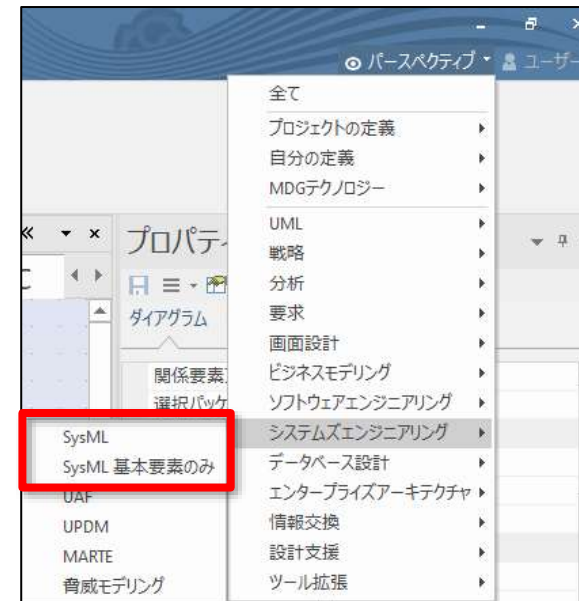 パースペクティブ
ユーザー
全て
プロジェクトの定義
自分の定義
MDGテクノロジー
UML
戦略
分析
要求
画面設計
ビジネスモデリング
ソフトウェアエンジニアリング
システムズエンジニアリング
データベース設計
エンタープライズアーキテクチャ
情報交換
設計支援
ツール拡張
プロパティ
ダイアグラム
関係要素
選択パッケ
SysML
SysML 基本要素のみ
UAF
UPDM
MARTE
脅威モデリング